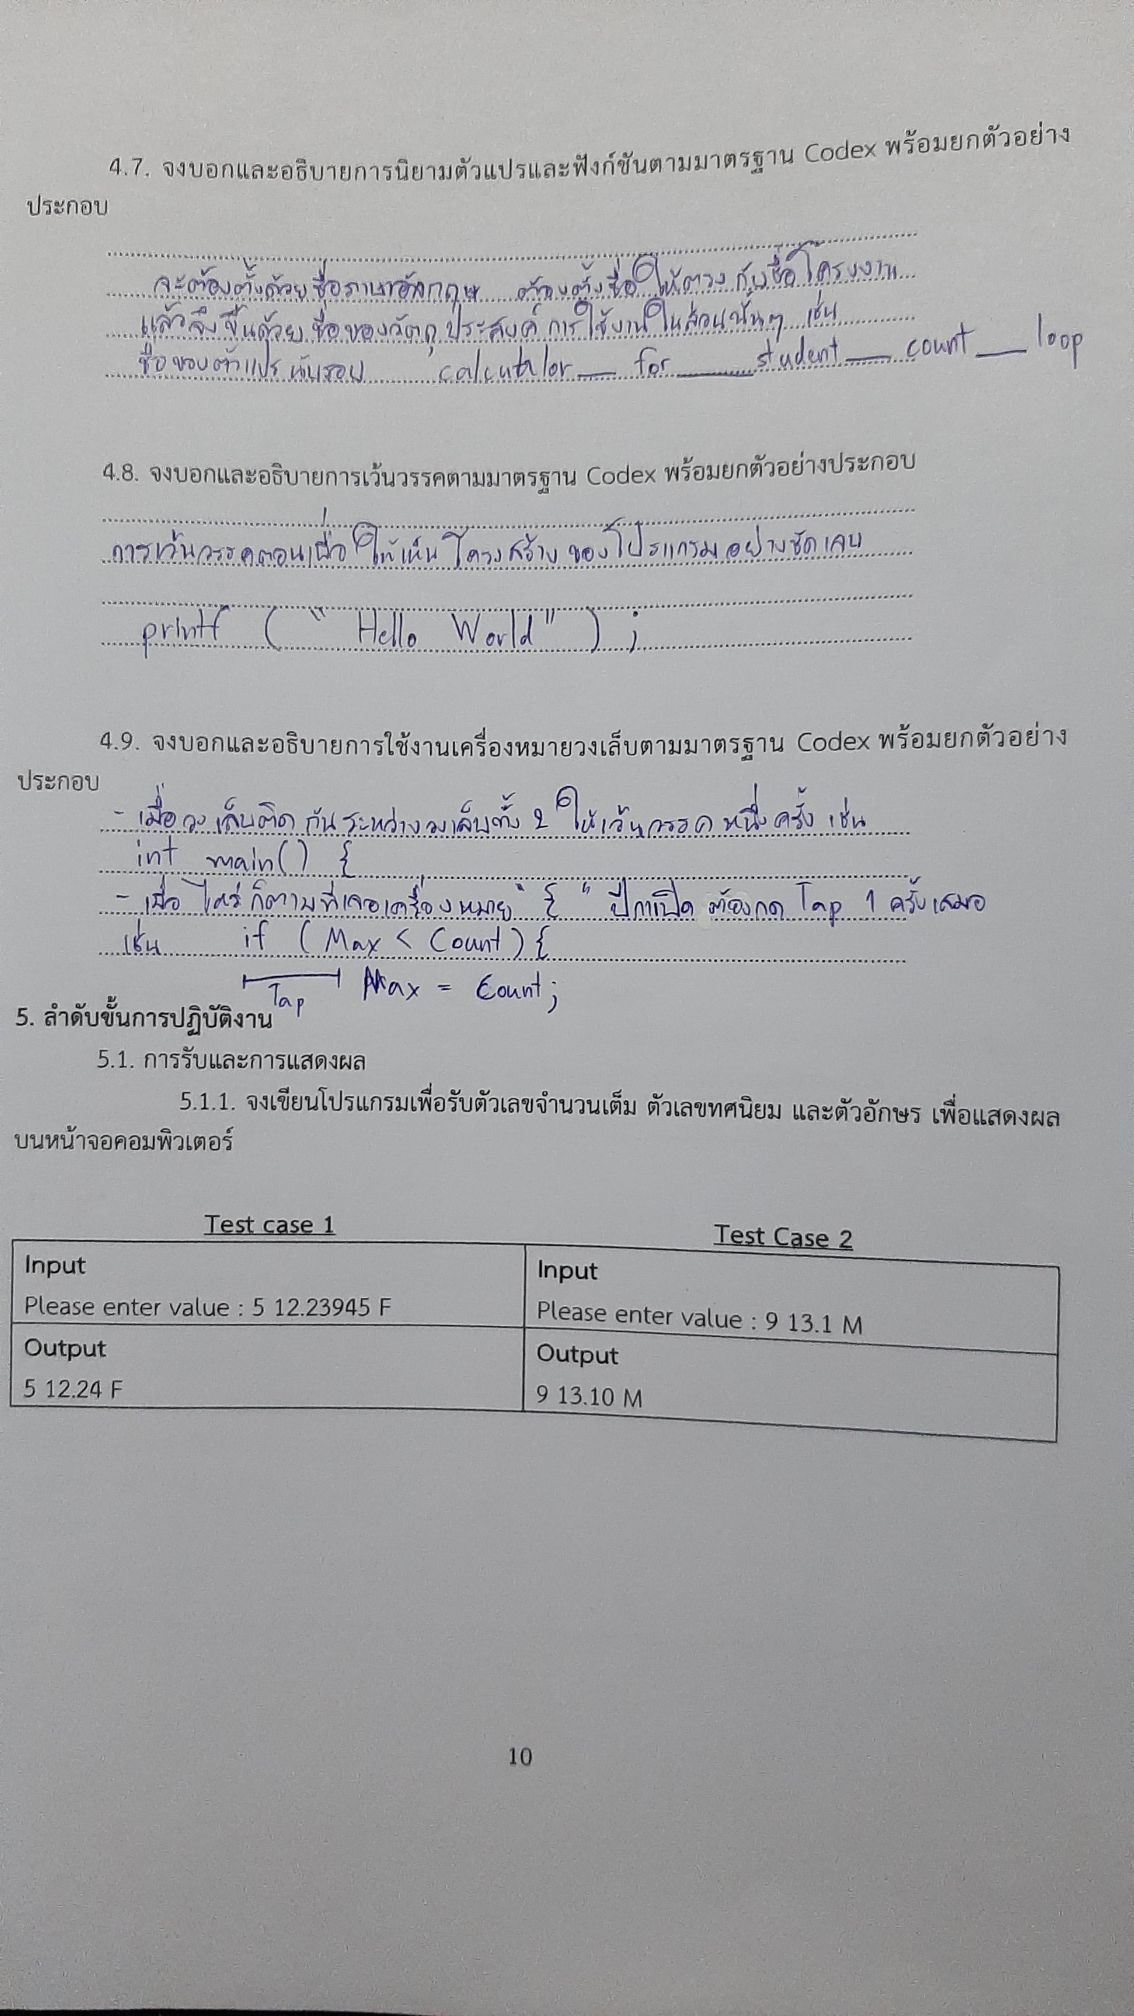 4.7. จงบอกและอธิบายการนิยามตัวแปรและฟังก์ชันตามมาตรฐาน Codex พร้อมยกตัวอย่าง
ประกอบ
จะต้องตั้งด้วยชื่อภาษาอังกฤษ ต้องตั้งชื่อให้ตรงกับชื่อโครงงาน
แล้วจึงขึ้นด้วยชื่อของวัตถุประสงค์การใช้งานในส่วนนั้นๆ เช่น
ชื่อของตัวแปรนับรอบ calculator _ for _ student _ count _ loop
4.8. จงบอกและอธิบายการเว้นวรรคตามมาตรฐาน Codex พร้อมยกตัวอย่างประกอบ
การเว้นวรรคตอนเพื่อให้เห็นโครงสร้างของโปรแกรมอย่างชัดเจน
printf ( " Hello World" ) ;
4.9. จงบอกและอธิบายการใช้งานเครื่องหมายวงเล็บตามมาตรฐาน Codex พร้อมยกตัวอย่าง
ประกอบ
- เมื่อวงเล็บติดกันระหว่างวงเล็บทั้ง 2 ให้เว้นวรรคหนึ่งครั้ง เช่น
int main() {
- เมื่อไหร่ก็ตามที่เจอเครื่องหมาย " { " ปีกกาเปิด ต้องกด Tap 1 ครั้งเสมอ
เช่น if ( Max < Count ) {
Tap Max = Count;
5. ลำดับขั้นการปฏิบัติงาน
5.1. การรับและการแสดงผล
5.1.1. จงเขียนโปรแกรมเพื่อรับตัวเลขจำนวนเต็ม ตัวเลขทศนิยม และตัวอักษร เพื่อแสดงผล
บนหน้าจอคอมพิวเตอร์
Test case 1
Input
Please enter value : 5 12.23945 F
Output
5 12.24 F
Test Case 2
Input
Please enter value : 9 13.1 M
Output
9 13.10 M
10